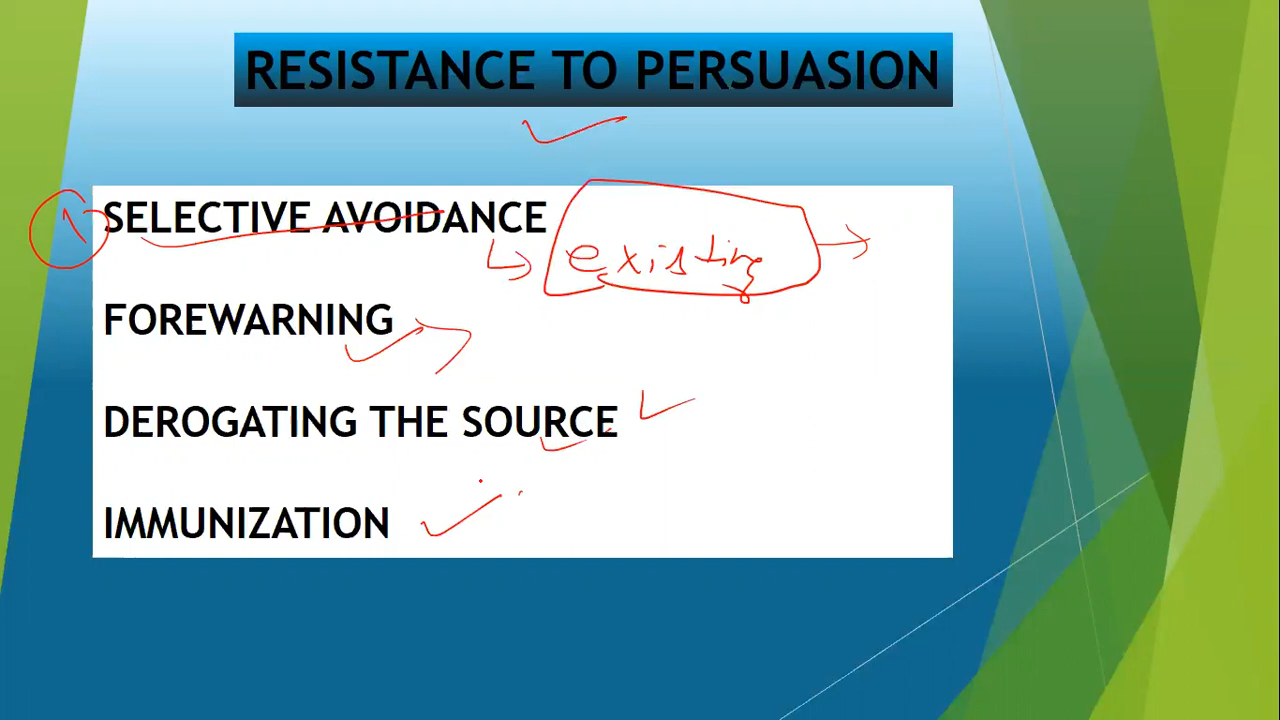 RESISTANCE TO PERSUASION
SELECTIVE AVOIDANCE
existing
FOREWARNING
DEROGATING THE SOURCE
IMMUNIZATION